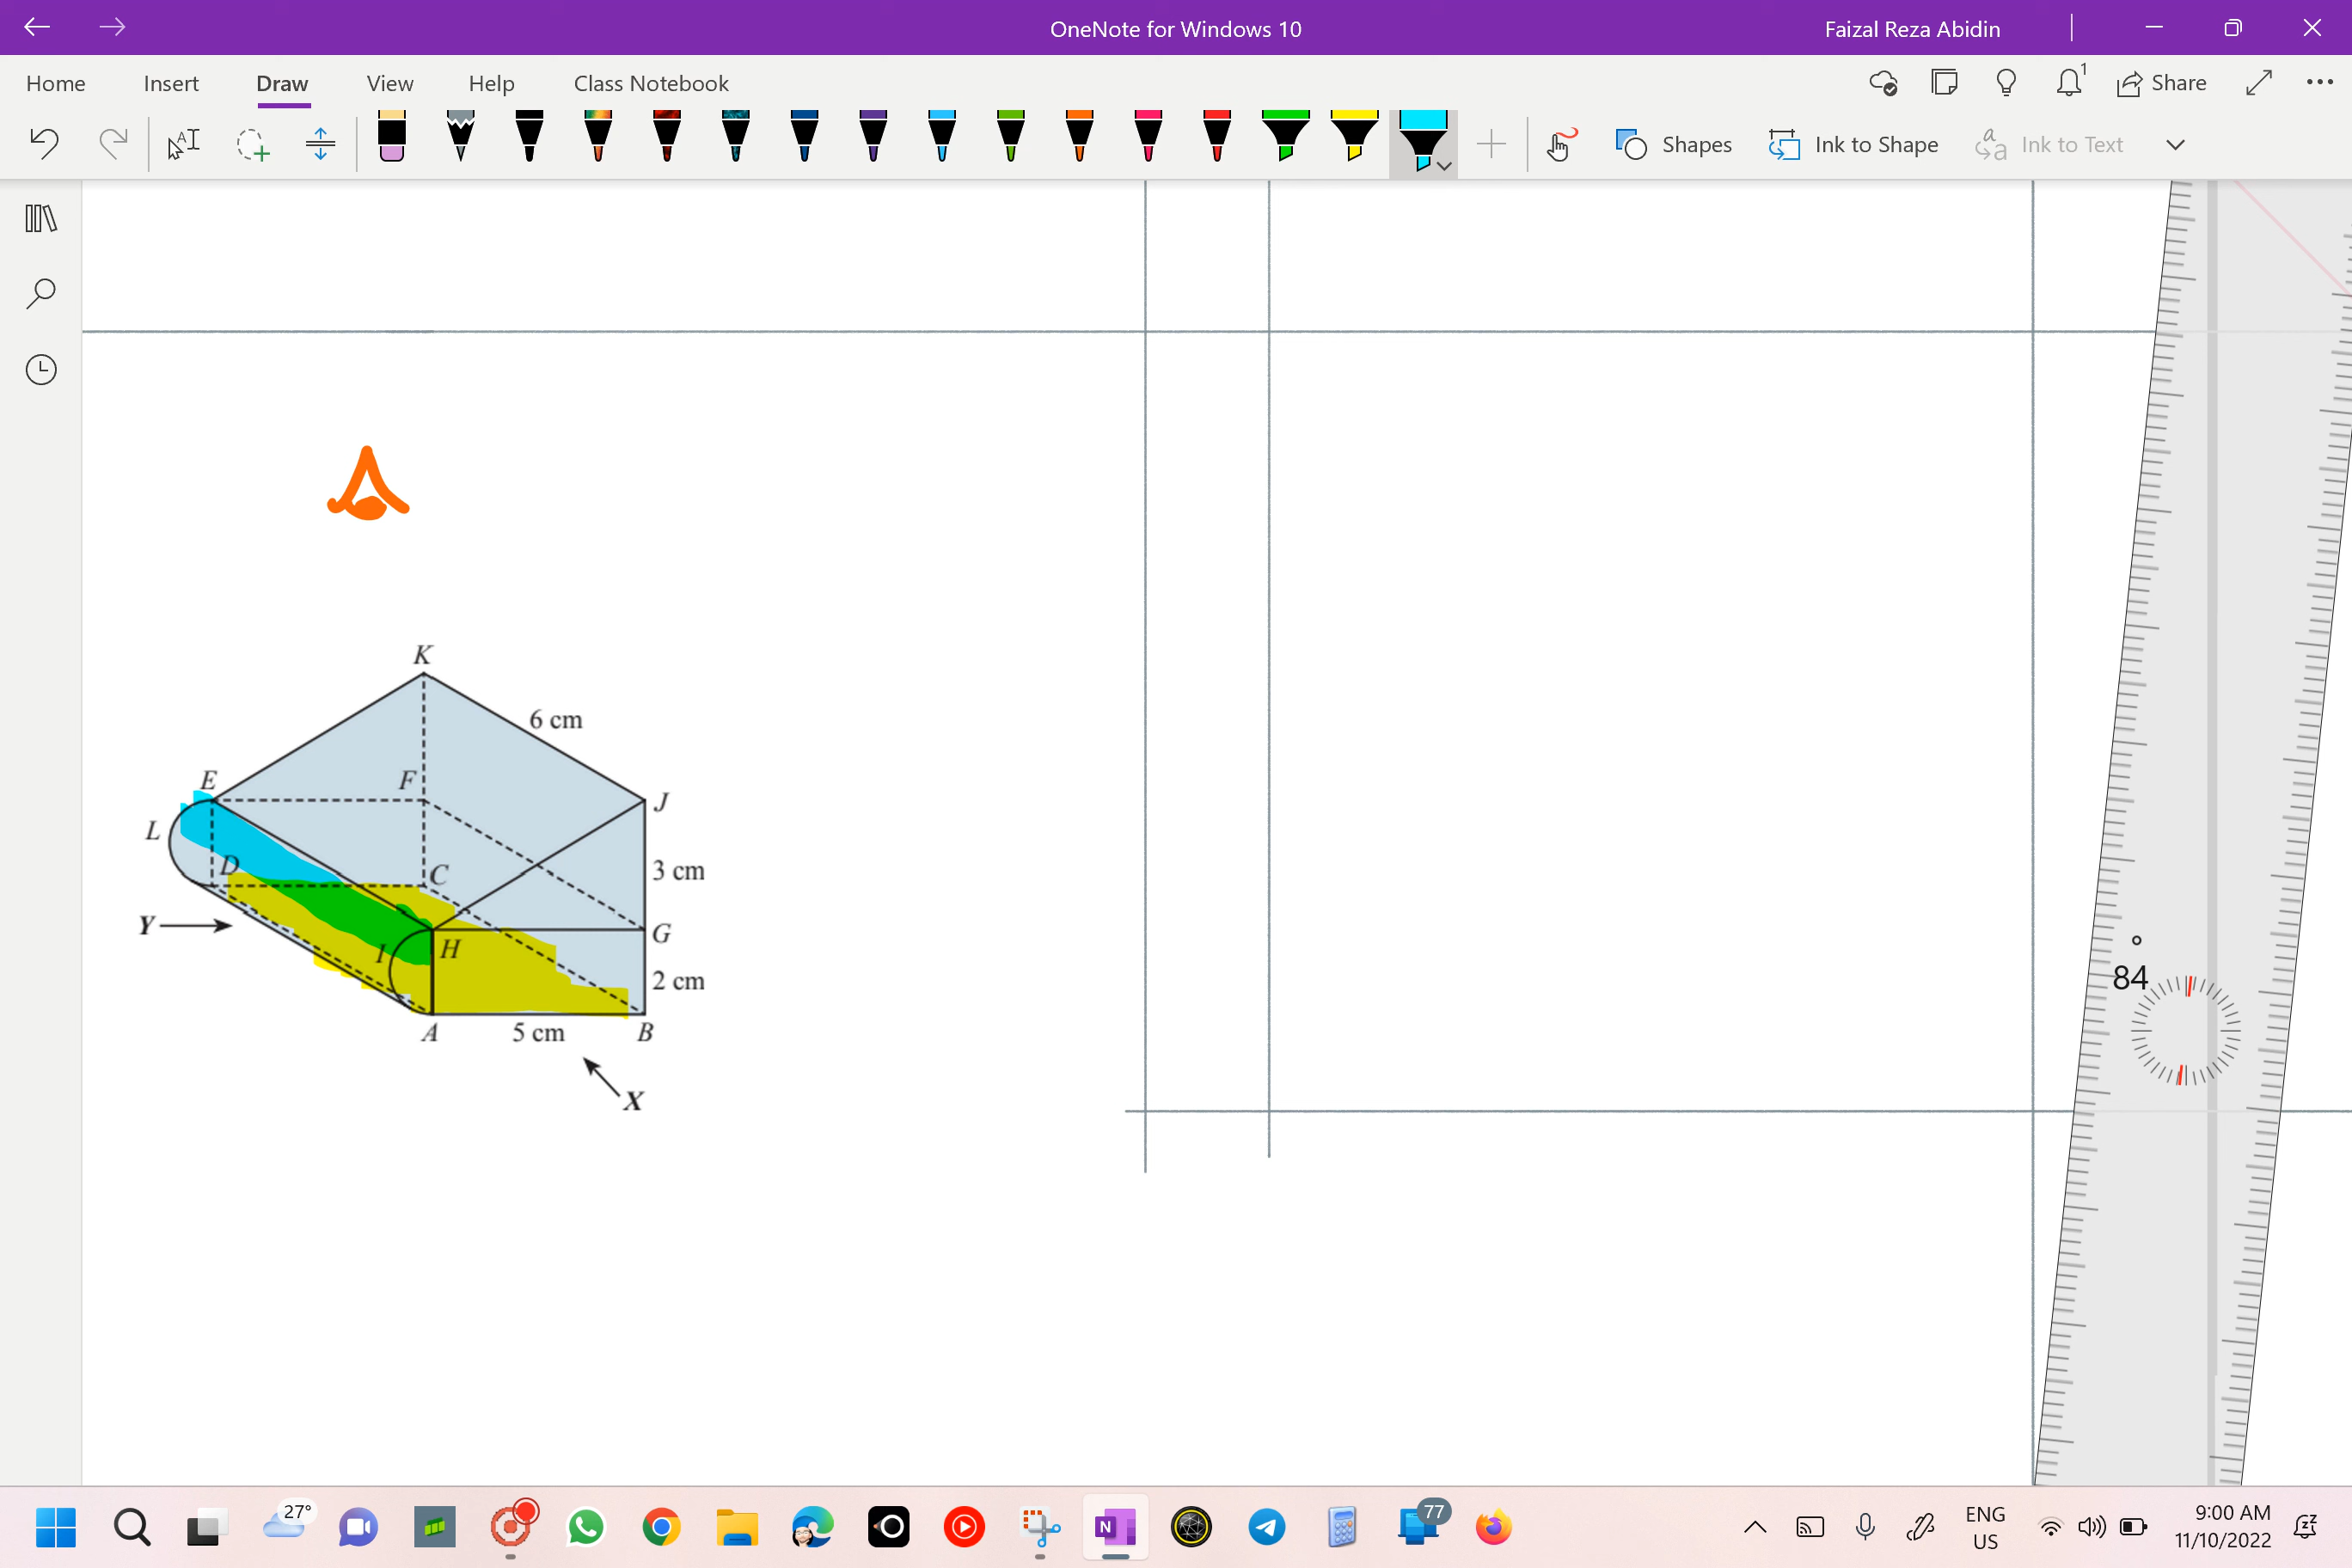 OneNote for Windows 10
Faizal Reza Abidin
Home Insert Draw View Help Class Notebook
1
Share
Shapes
Ink to Shape
Ink to Text
K
6 cm
E
F
J
L
D
C
3 cm
Y
I
H
G
2 cm
A
5 cm
B
X
84°
27°
N
77
ENG
US
9:00 AM
11/10/2022